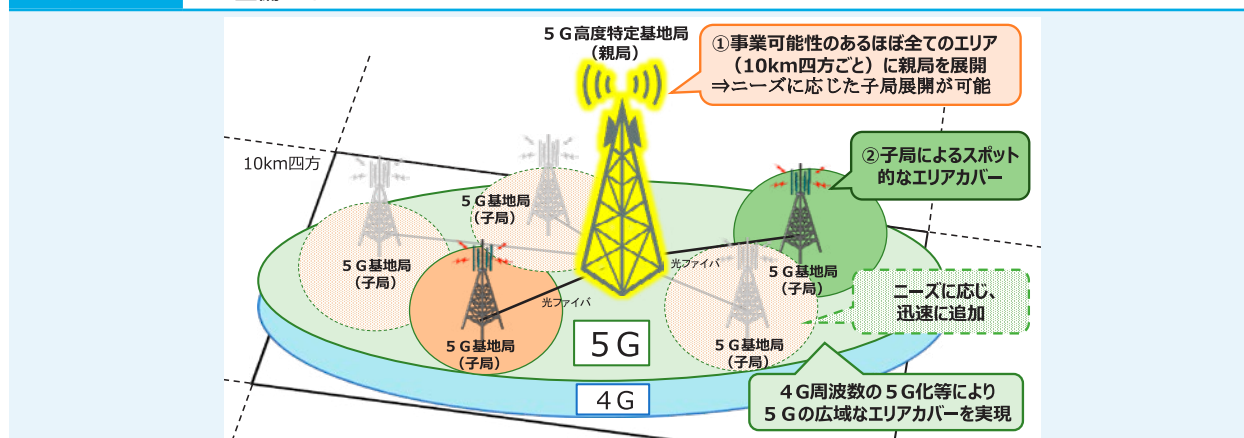 5G高度特定基地局
(親局)
①事業可能性のあるほぼ全てのエリア
(10km四方ごと)に親局を展開
⇒ニーズに応じた子局展開が可能
10km四方
②子局によるスポット
的なエリアカバー
5G基地局
(子局)
5G基地局
(子局)
光ファイバ
5G基地局
(子局)
光ファイバ
ニーズに応じ、
迅速に追加
5G基地局
(子局)
5G
5G基地局
(子局)
4G
4G周波数の5G化等により
5Gの広域なエリアカバーを実現